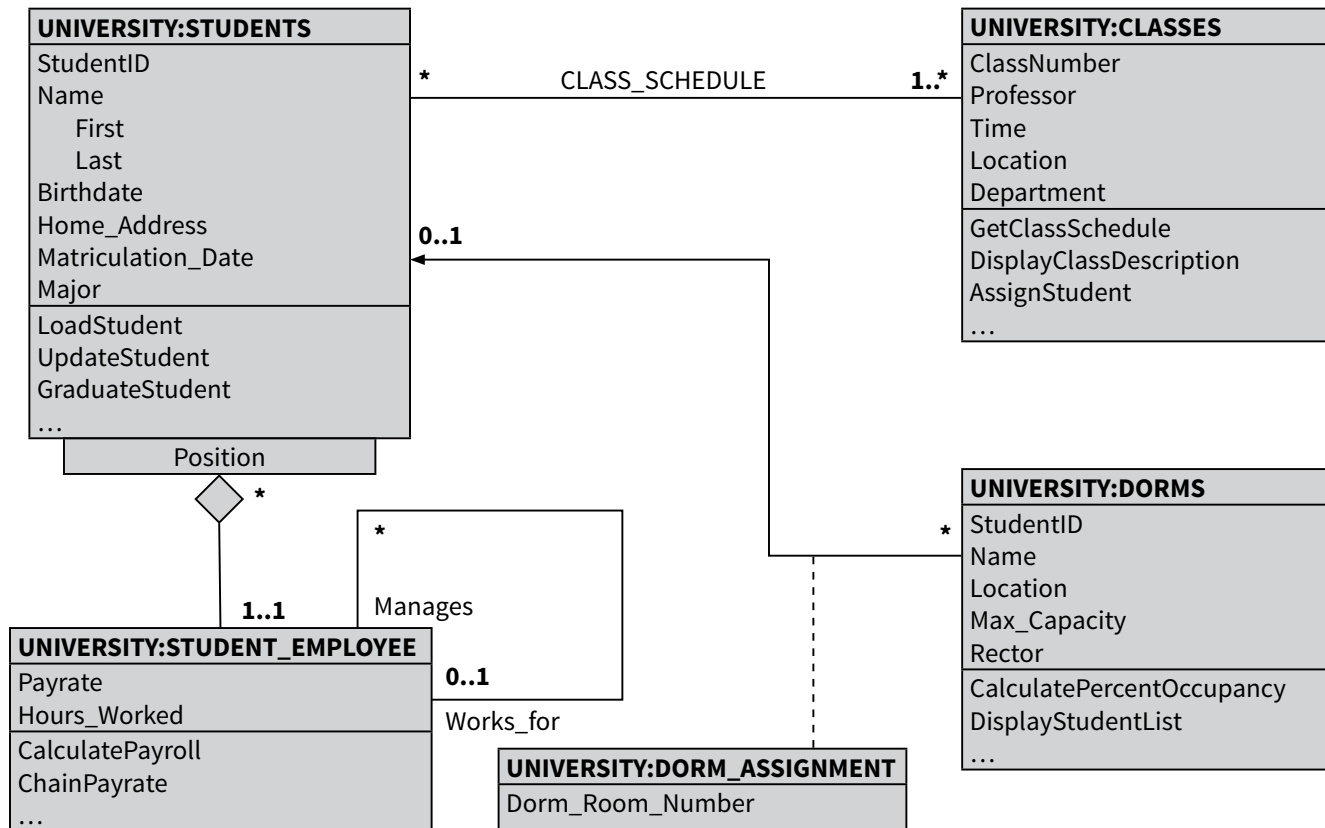 UNIVERSITY:STUDENTS
StudentID
Name
First
Last
Birthdate
Home_Address
Matriculation_Date
Major
LoadStudent
UpdateStudent
GraduateStudent
…
Position
*
CLASS_SCHEDULE
1..*
UNIVERSITY:CLASSES
ClassNumber
Professor
Time
Location
Department
GetClassSchedule
DisplayClassDescription
AssignStudent
…
0..1
*
UNIVERSITY:DORMS
StudentID
Name
Location
Max_Capacity
Rector
CalculatePercentOccupancy
DisplayStudentList
…
*
1..1
*
Manages
0..1
Works_for
UNIVERSITY:STUDENT_EMPLOYEE
Payrate
Hours_Worked
CalculatePayroll
ChainPayrate
…
UNIVERSITY:DORM_ASSIGNMENT
Dorm_Room_Number